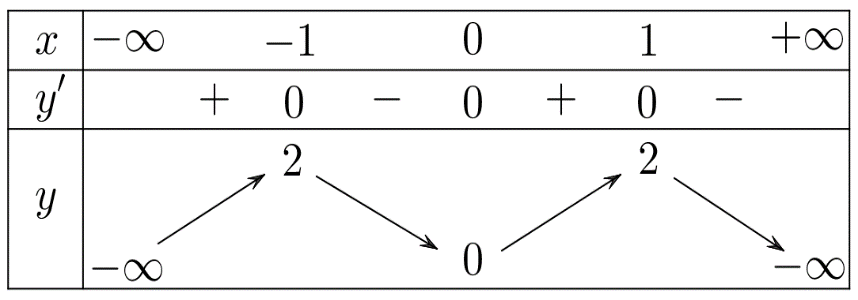 x −∞ −1 0 1 +∞
y′ + 0 − 0 + 0 −
2 2
y
−∞ 0 −∞